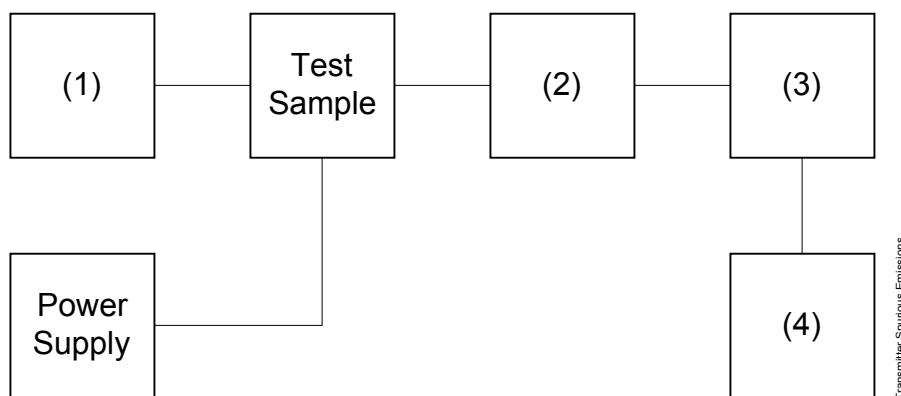 (1)
Test
Sample
(2)
(3)
Power
Supply
(4)
Transmitter Spurious Emissions